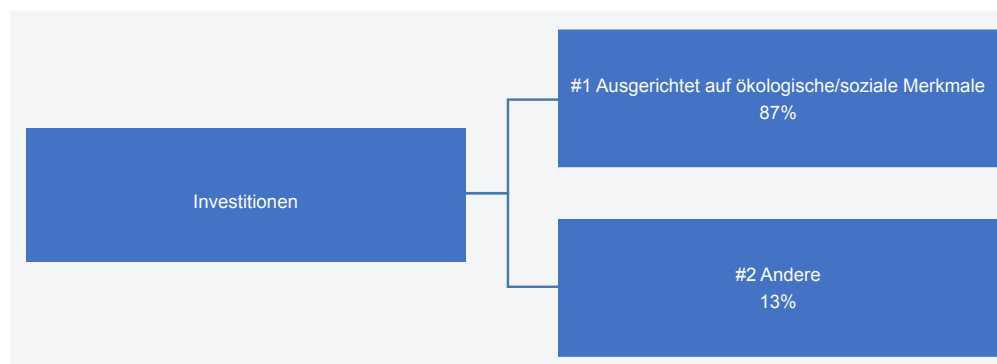 Investitionen
#1 Ausgerichtet auf ökologische/soziale Merkmale
87%
#2 Andere
13%